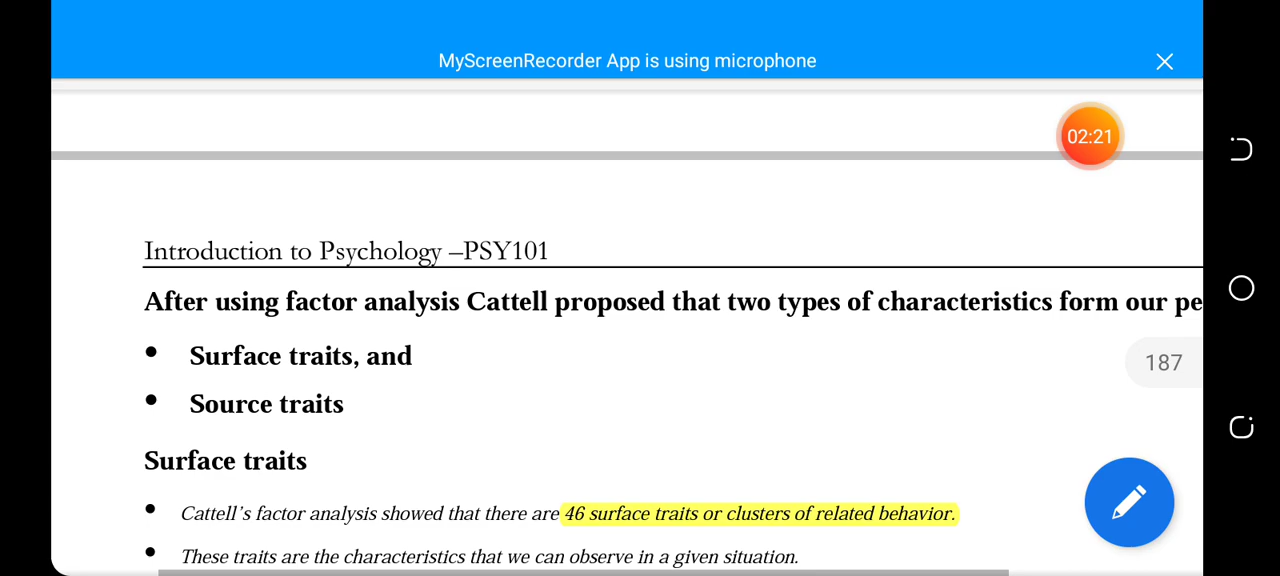 MyScreenRecorder App is using microphone
02:21
Introduction to Psychology –PSY101
After using factor analysis Cattell proposed that two types of characteristics form our pe
• Surface traits, and
187
• Source traits
Surface traits
• Cattell's factor analysis showed that there are 46 surface traits or clusters of related behavior.
• These traits are the characteristics that we can observe in a given situation.